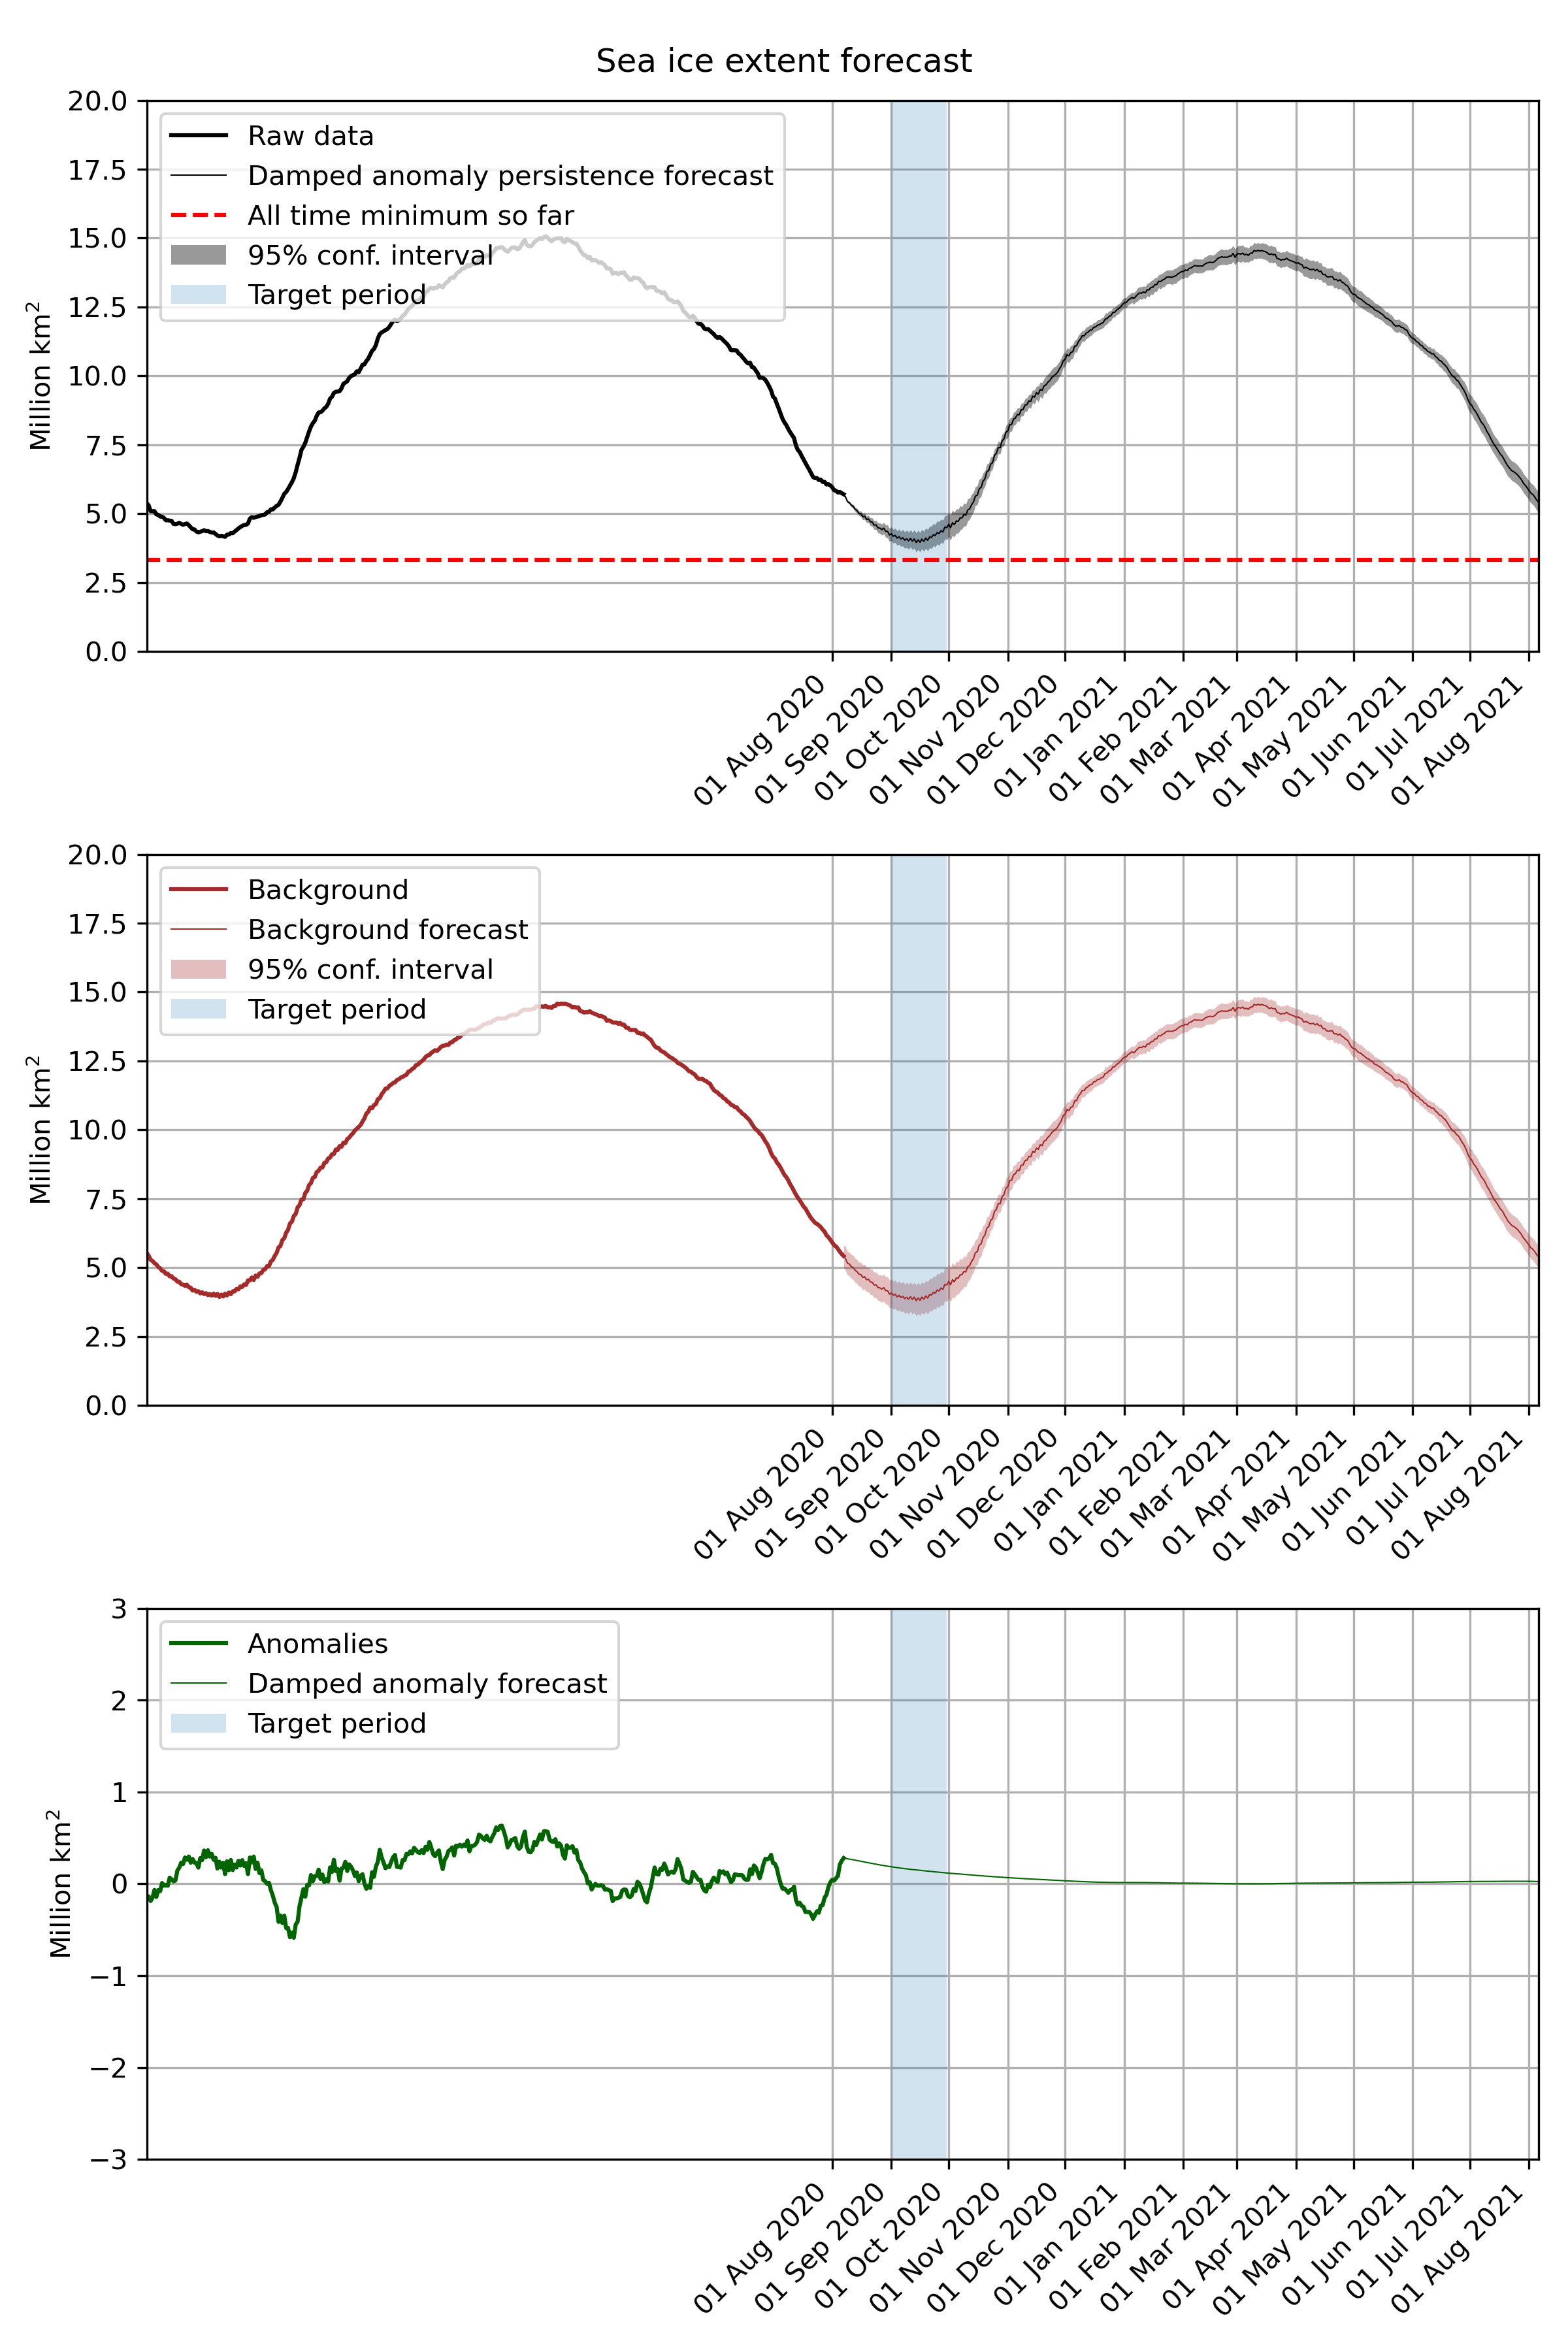 Sea ice extent forecast
20.0
17.5
15.0
12.5
10.0
7.5
5.0
2.5
0.0
Million km²
Raw data
Damped anomaly persistence forecast
All time minimum so far
95% conf. interval
Target period
01 Aug 2020
01 Sep 2020
01 Oct 2020
01 Nov 2020
01 Dec 2020
01 Jan 2021
01 Feb 2021
01 Mar 2021
01 Apr 2021
01 May 2021
01 Jun 2021
01 Jul 2021
01 Aug 2021
20.0
17.5
15.0
12.5
10.0
7.5
5.0
2.5
0.0
Million km²
Background
Background forecast
95% conf. interval
Target period
01 Aug 2020
01 Sep 2020
01 Oct 2020
01 Nov 2020
01 Dec 2020
01 Jan 2021
01 Feb 2021
01 Mar 2021
01 Apr 2021
01 May 2021
01 Jun 2021
01 Jul 2021
01 Aug 2021
3
2
1
0
−1
−2
−3
Million km²
Anomalies
Damped anomaly forecast
Target period
01 Aug 2020
01 Sep 2020
01 Oct 2020
01 Nov 2020
01 Dec 2020
01 Jan 2021
01 Feb 2021
01 Mar 2021
01 Apr 2021
01 May 2021
01 Jun 2021
01 Jul 2021
01 Aug 2021